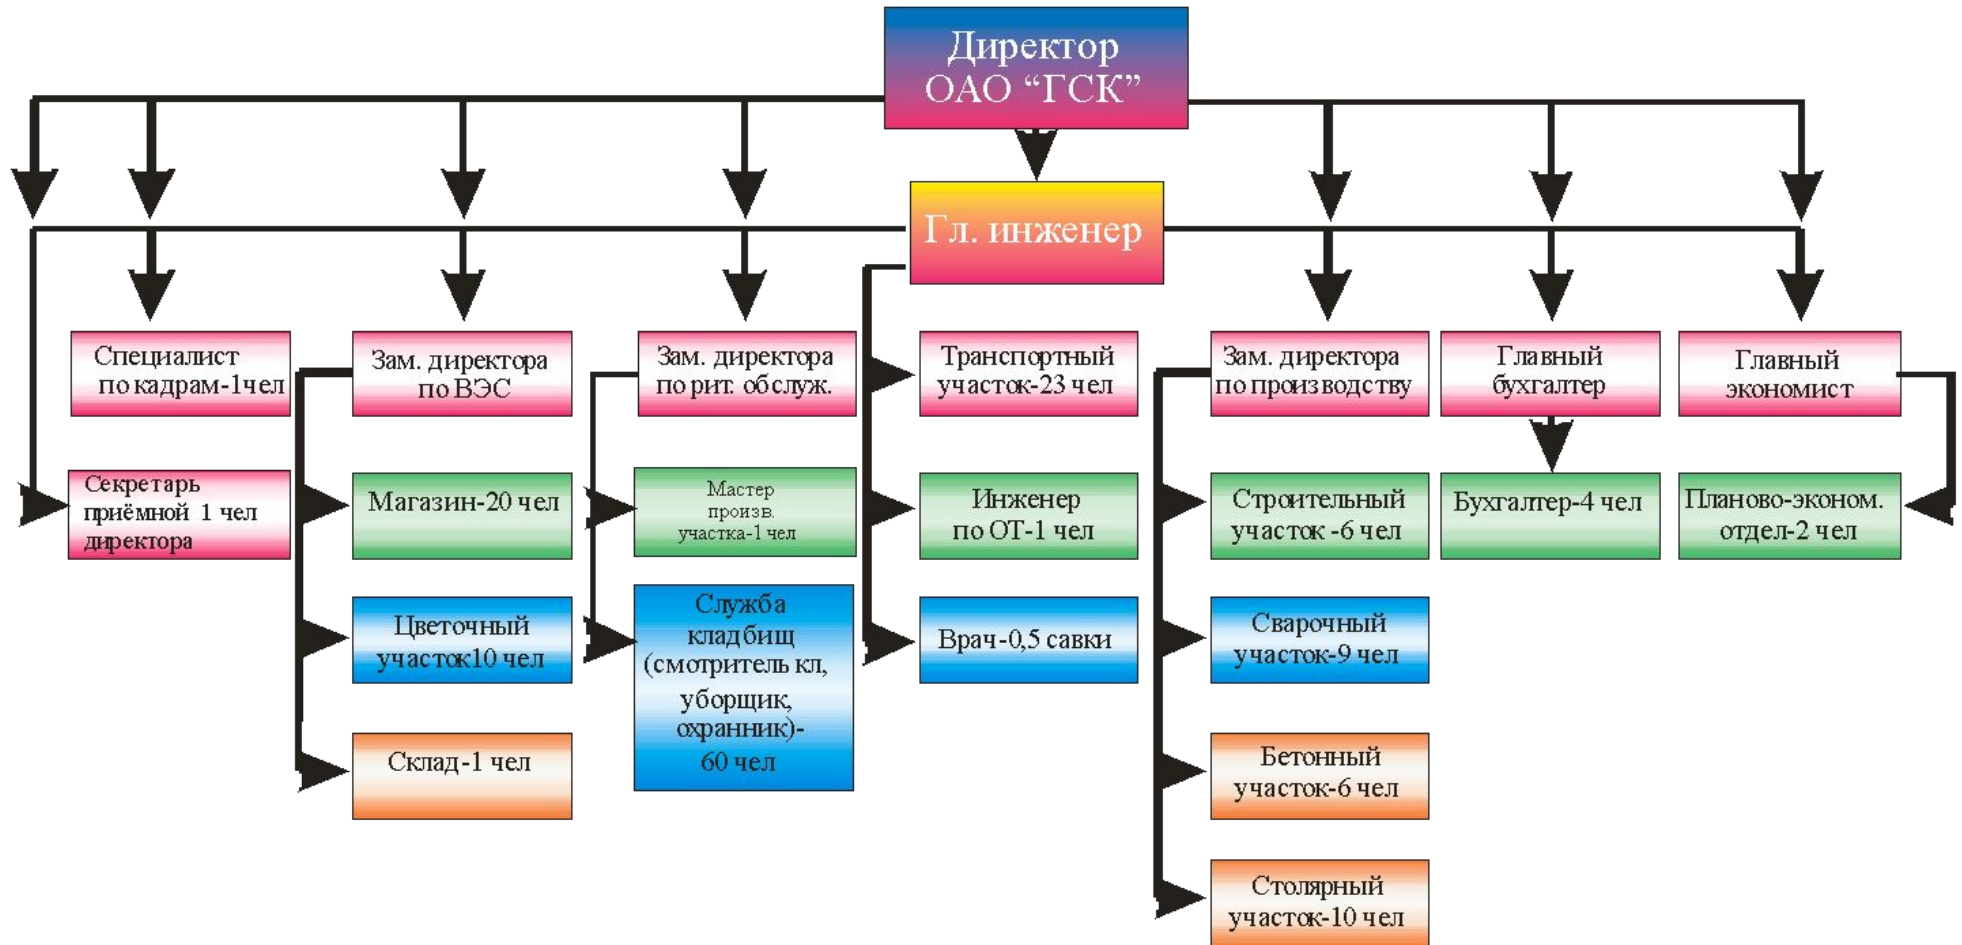 Директор
ОАО “ГСК”
Гл. инженер
Специалист
по кадрам-1чел
Зам. директора
по ВЭС
Зам. директора
по рит. обслуж.
Транспортный
участок-23 чел
Зам. директора
по производству
Главный
бухгалтер
Главный
экономист
Секретарь
приёмной 1 чел
директора
Магазин-20 чел
Мастер
произв.
участка-1 чел
Инженер
по ОТ-1 чел
Строительный
участок -6 чел
Бухгалтер-4 чел
Планово-эконом.
отдел-2 чел
Цветочный
участок10 чел
Служба
кладбищ
(смотритель кл,
уборщик,
охранник)-
60 чел
Врач-0,5 савки
Сварочный
участок-9 чел
Склад-1 чел
Бетонный
участок-6 чел
Столярный
участок-10 чел